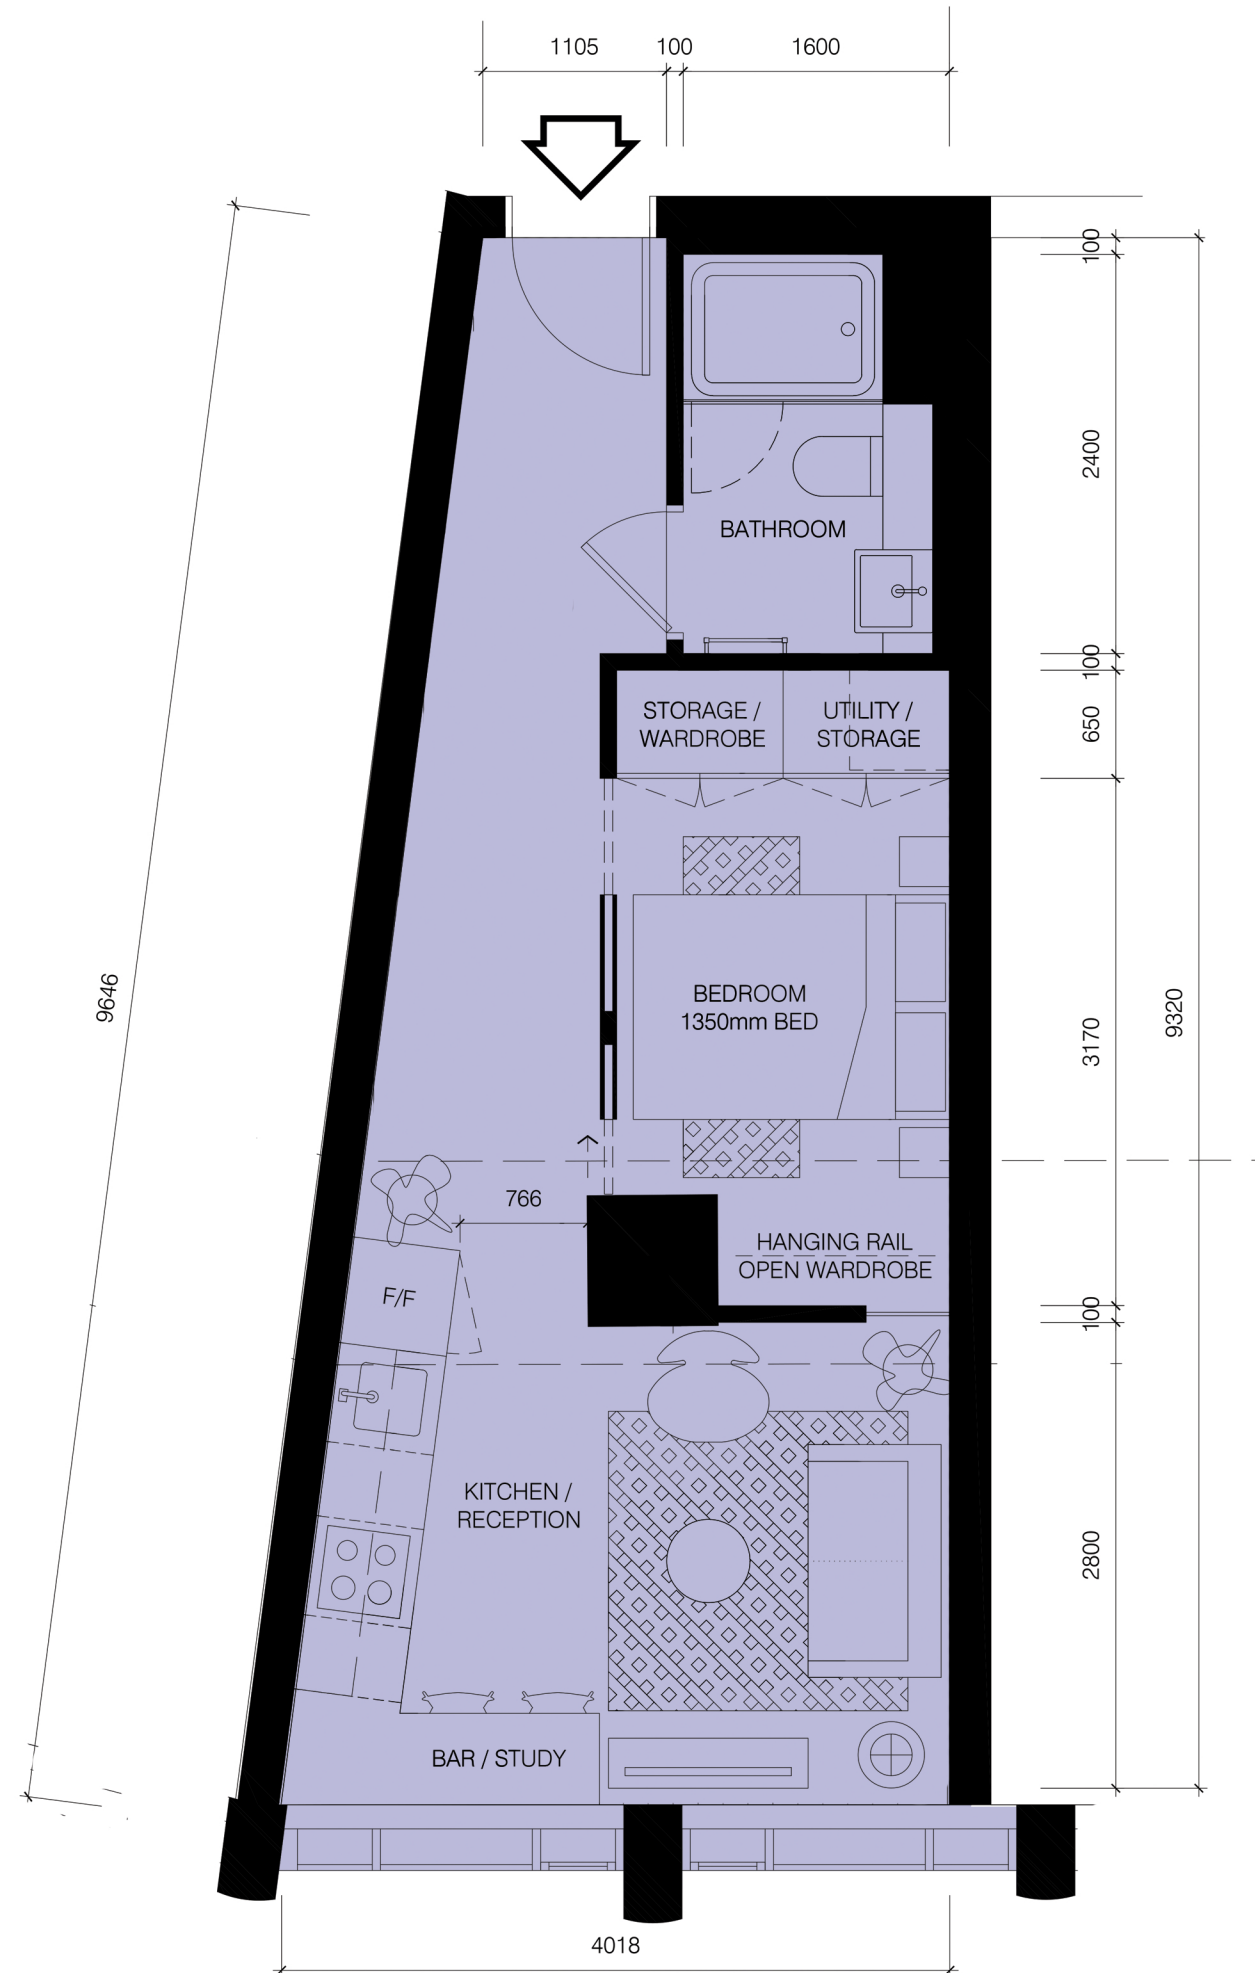 1105 100 1600
100
2400
BATHROOM
100
STORAGE /
WARDROBE
UTILITY /
STORAGE
650
9646
BEDROOM
1350mm BED
3170
9320
766
HANGING RAIL
OPEN WARDROBE
F/F
100
KITCHEN /
RECEPTION
2800
BAR / STUDY
4018